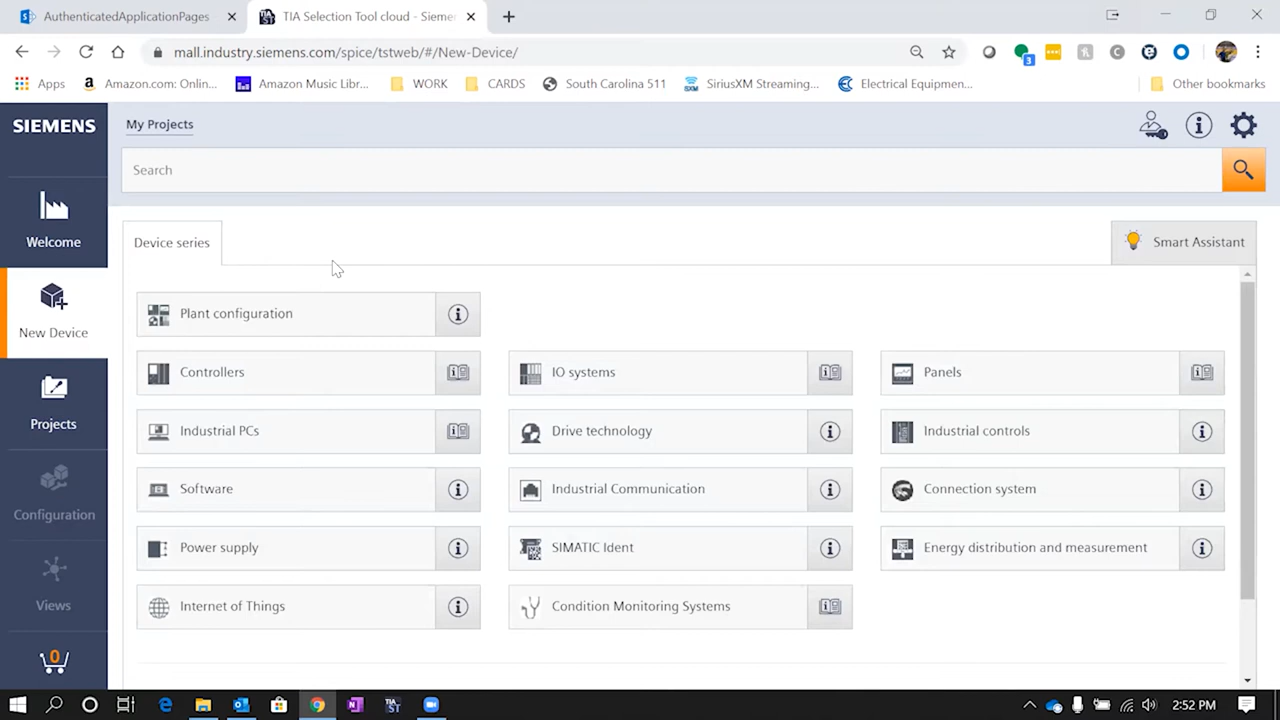 AuthenticatedApplicationPages
TIA Selection Tool cloud - Sieme
mall.industry.siemens.com/spice/tstweb/#/New-Device/
3
Apps
Amazon.com: Onlin...
Amazon Music Libr...
WORK
CARDS
South Carolina 511
SiriusXM Streaming...
Electrical Equipmen...
Other bookmarks
SIEMENS
My Projects
Search
Welcome
Device series
Smart Assistant
New Device
Plant configuration
Controllers
IO systems
Panels
Projects
Industrial PCs
Drive technology
Industrial controls
Configuration
Software
Industrial Communication
Connection system
Power supply
SIMATIC Ident
Energy distribution and measurement
Views
Internet of Things
Condition Monitoring Systems
0
TIA
2:52 PM